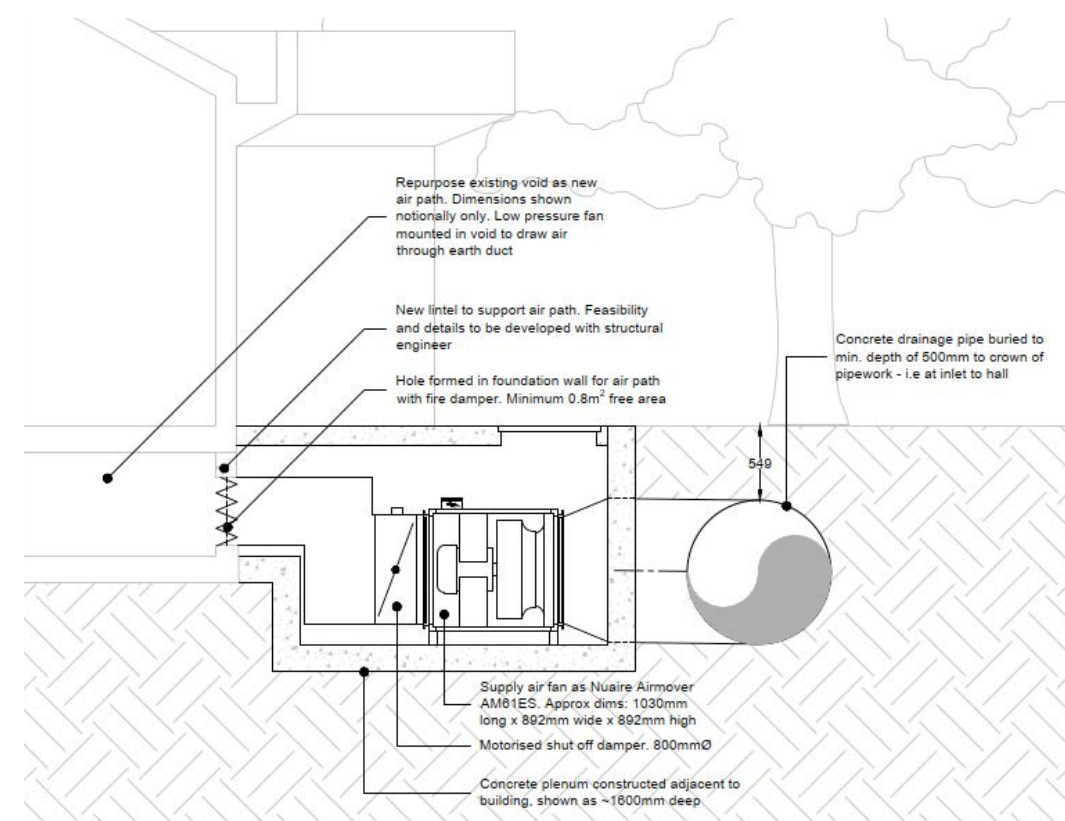 Repurpose existing void as new
air path. Dimensions shown
notionally only. Low pressure fan
mounted in void to draw air
through earth duct
New lintel to support air path. Feasibility
and details to be developed with structural
engineer
Concrete drainage pipe buried to
min. depth of 500mm to crown of
pipework - i.e at inlet to hall
Hole formed in foundation wall for air path
with fire damper. Minimum 0.8m² free area
549
Supply air fan as Nuaire Airmover
AM61ES. Approx dims: 1030mm
long x 892mm wide x 892mm high
Motorised shut off damper. 800mmØ
Concrete plenum constructed adjacent to
building, shown as ~1600mm deep